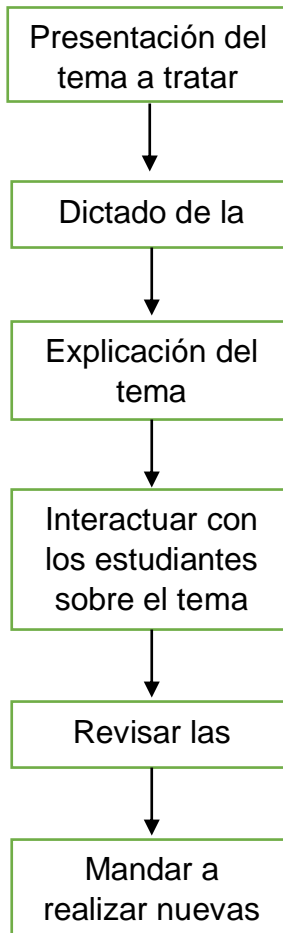 Presentación del
tema a tratar
Dictado de la
Explicación del
tema
Interactuar con
los estudiantes
sobre el tema
Revisar las
Mandar a
realizar nuevas